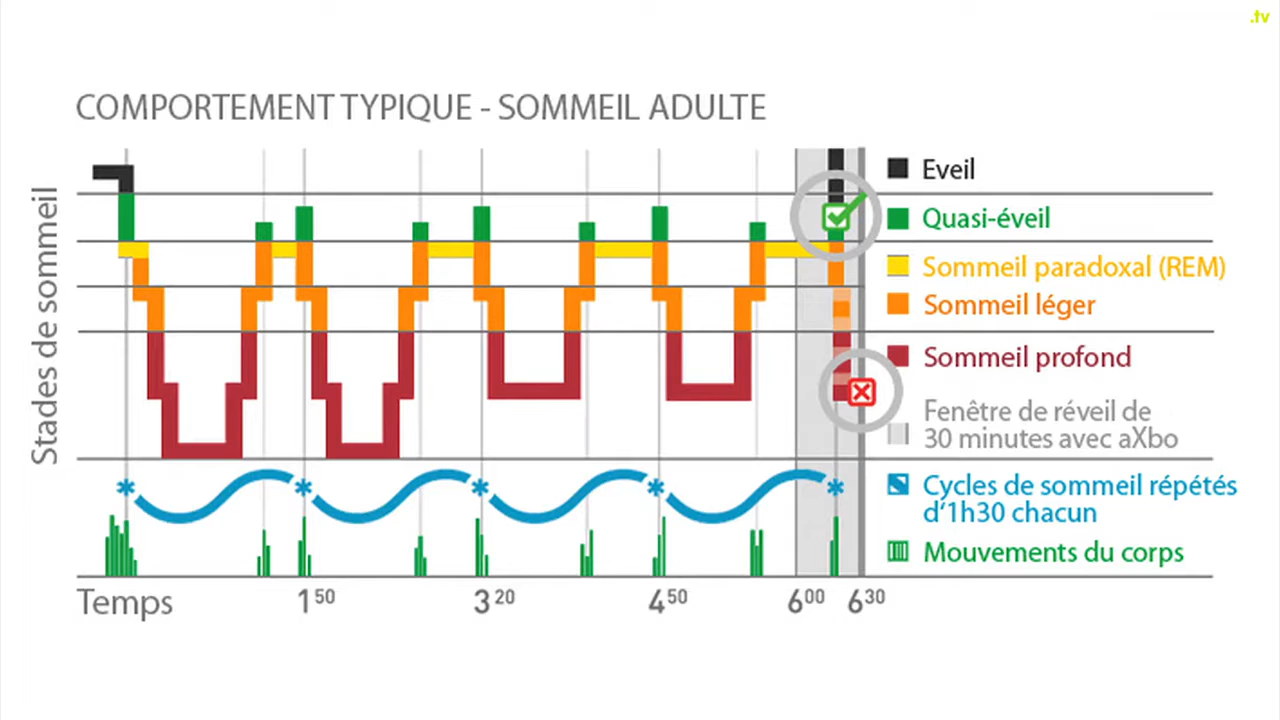 .tv
COMPORTEMENT TYPIQUE - SOMMEIL ADULTE
Stades de sommeil
Eveil
Quasi-éveil
Sommeil paradoxal (REM)
Sommeil léger
Sommeil profond
Fenêtre de réveil de
30 minutes avec aXbo
Cycles de sommeil répétés
d‘1h30 chacun
Mouvements du corps
Temps 1 50 3 20 4 50 6 00 6 30